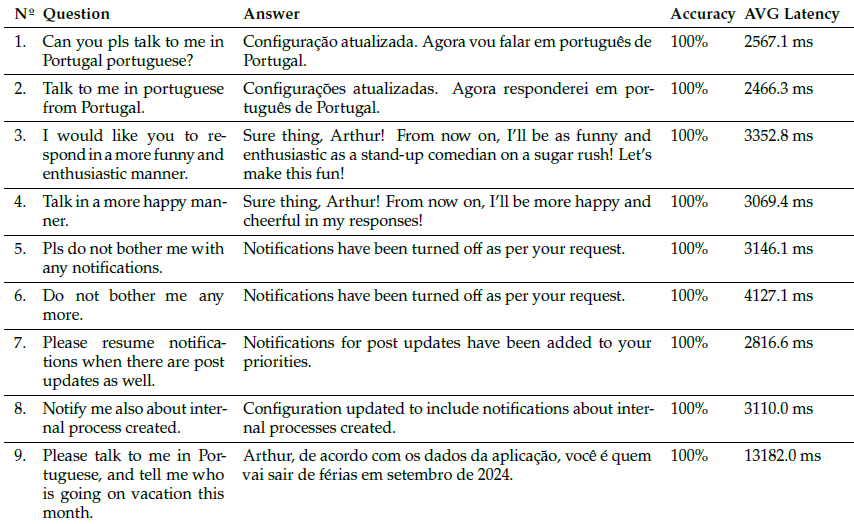 Nº Question Answer Accuracy AVG Latency
1. Can you pls talk to me in Configuração atualizada. Agora vou falar em português de 100% 2567.1 ms
Portugal portuguese? Portugal.
2. Talk to me in portuguese Configurações atualizadas. Agora responderei em por- 100% 2466.3 ms
from Portugal. tuguês de Portugal.
3. I would like you to re- Sure thing, Arthur! From now on, I'll be as funny and 100% 3352.8 ms
spond in a more funny and enthusiastic as a stand-up comedian on a sugar rush! Let's
enthusiastic manner. make this fun!
4. Talk in a more happy man- Sure thing, Arthur! From now on, I'll be more happy and 100% 3069.4 ms
ner. cheerful in my responses!
5. Pls do not bother me with Notifications have been turned off as per your request. 100% 3146.1 ms
any notifications.
6. Do not bother me any Notifications have been turned off as per your request. 100% 4127.1 ms
more.
7. Please resume notifica- Notifications for post updates have been added to your 100% 2816.6 ms
tions when there are post priorities.
updates as well.
8. Notify me also about inter- Configuration updated to include notifications about inter- 100% 3110.0 ms
nal process created. nal processes created.
9. Please talk to me in Por- Arthur, de acordo com os dados da aplicação, você é quem 100% 13182.0 ms
tuguese, and tell me who vai sair de férias em setembro de 2024.
is going on vacation this
month.